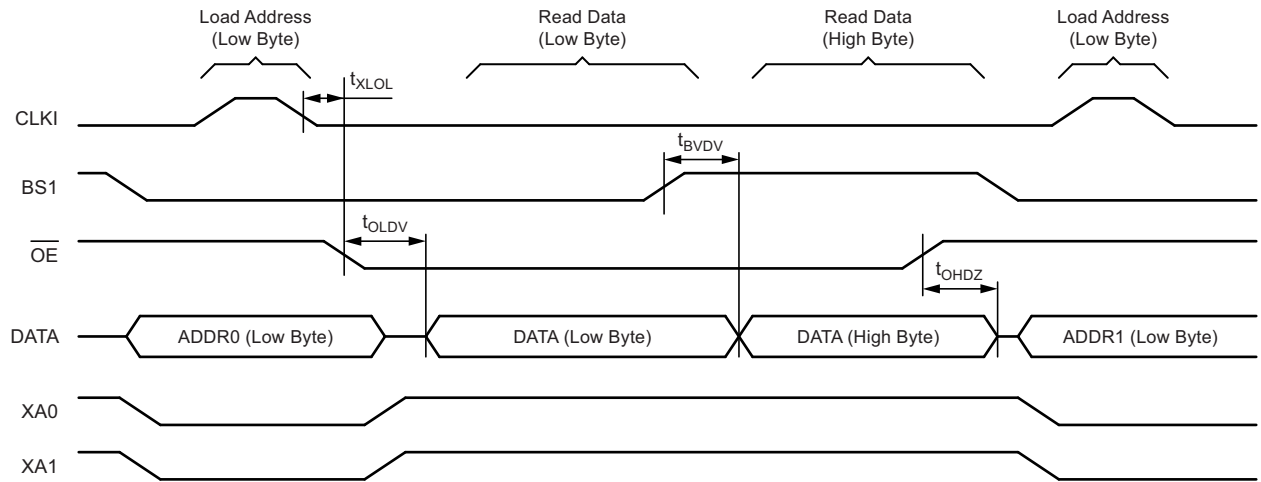 Load Address
(Low Byte)
Read Data
(Low Byte)
Read Data
(High Byte)
Load Address
(Low Byte)
tXLOL
CLKI
tBVDV
BS1
tOLDV
OE
tOHDZ
DATA
ADDR0 (Low Byte)
DATA (Low Byte)
DATA (High Byte)
ADDR1 (Low Byte)
XA0
XA1